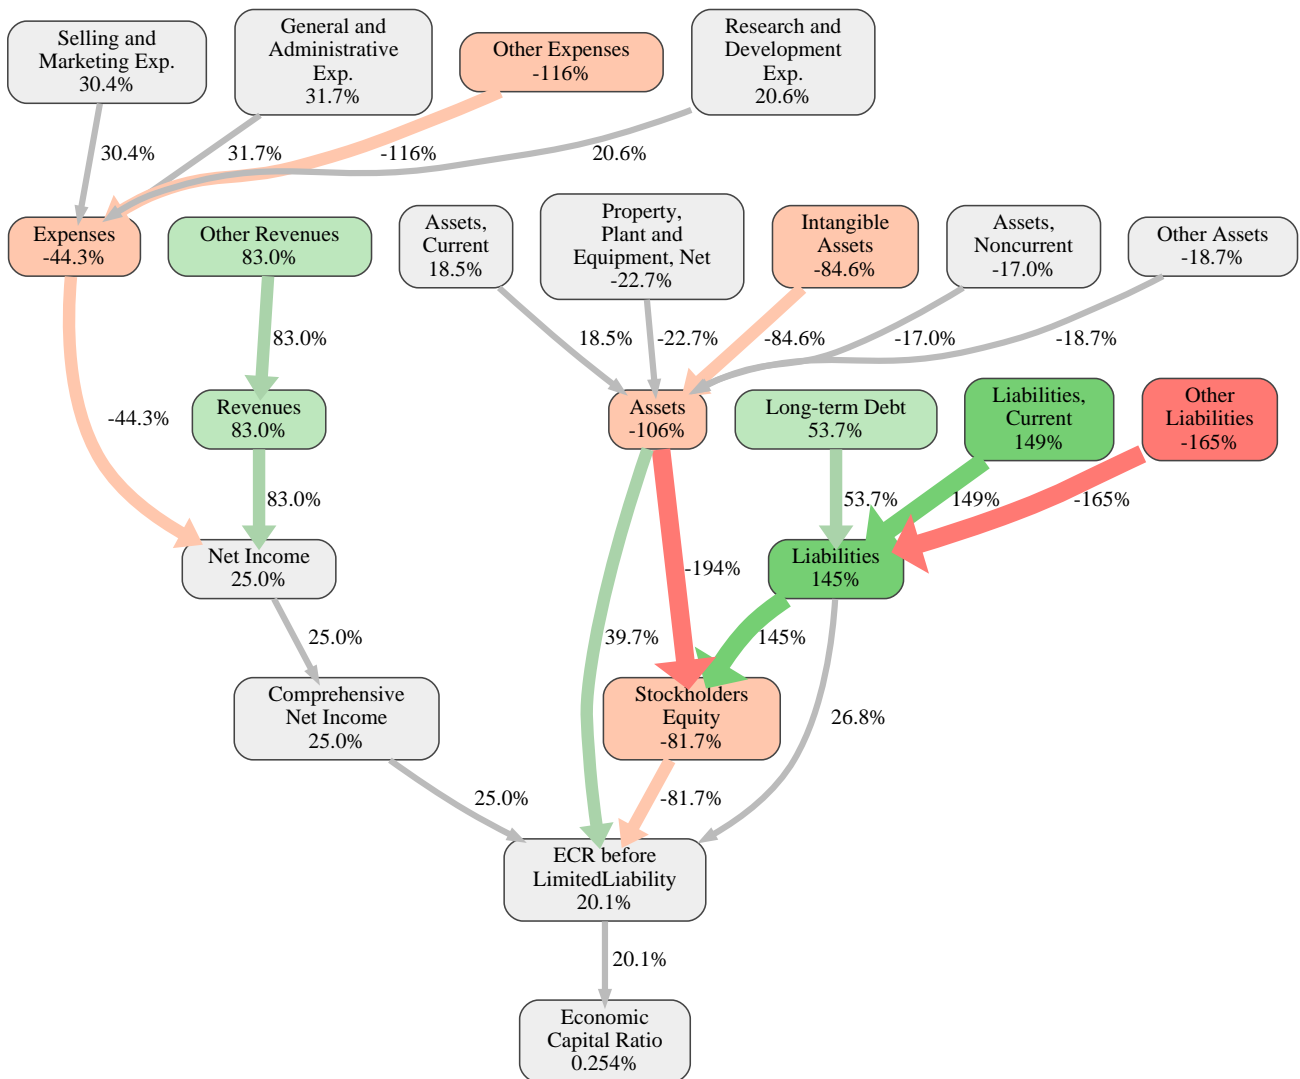 Selling and
Marketing Exp.
30.4%
General and
Administrative
Exp.
31.7%
Other Expenses
-116%
Research and
Development
Exp.
20.6%
30.4%
31.7%
-116%
20.6%
Expenses
-44.3%
Other Revenues
83.0%
Assets,
Current
18.5%
Property,
Plant and
Equipment, Net
-22.7%
Intangible
Assets
-84.6%
Assets,
Noncurrent
-17.0%
Other Assets
-18.7%
83.0%
18.5%
-22.7%
-84.6%
-17.0%
-18.7%
-44.3%
Revenues
83.0%
Assets
-106%
Long-term Debt
53.7%
Liabilities,
Current
149%
Other
Liabilities
-165%
83.0%
53.7%
149%
-165%
Net Income
25.0%
-194%
Liabilities
145%
25.0%
39.7%
145%
Comprehensive
Net Income
25.0%
Stockholders
Equity
-81.7%
26.8%
25.0%
-81.7%
ECR before
LimitedLiability
20.1%
20.1%
Economic
Capital Ratio
0.254%